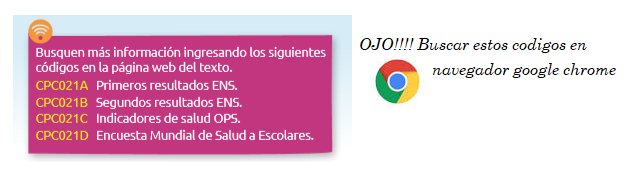 Busquen más información ingresando los siguientes
códigos en la página web del texto.
CPC021A Primeros resultados ENS.
CPC021B Segundos resultados ENS.
CPC021C Indicadores de salud OPS.
CPC021D Encuesta Mundial de Salud a Escolares.
OJO!!!! Buscar estos codigos en
navegador google chrome